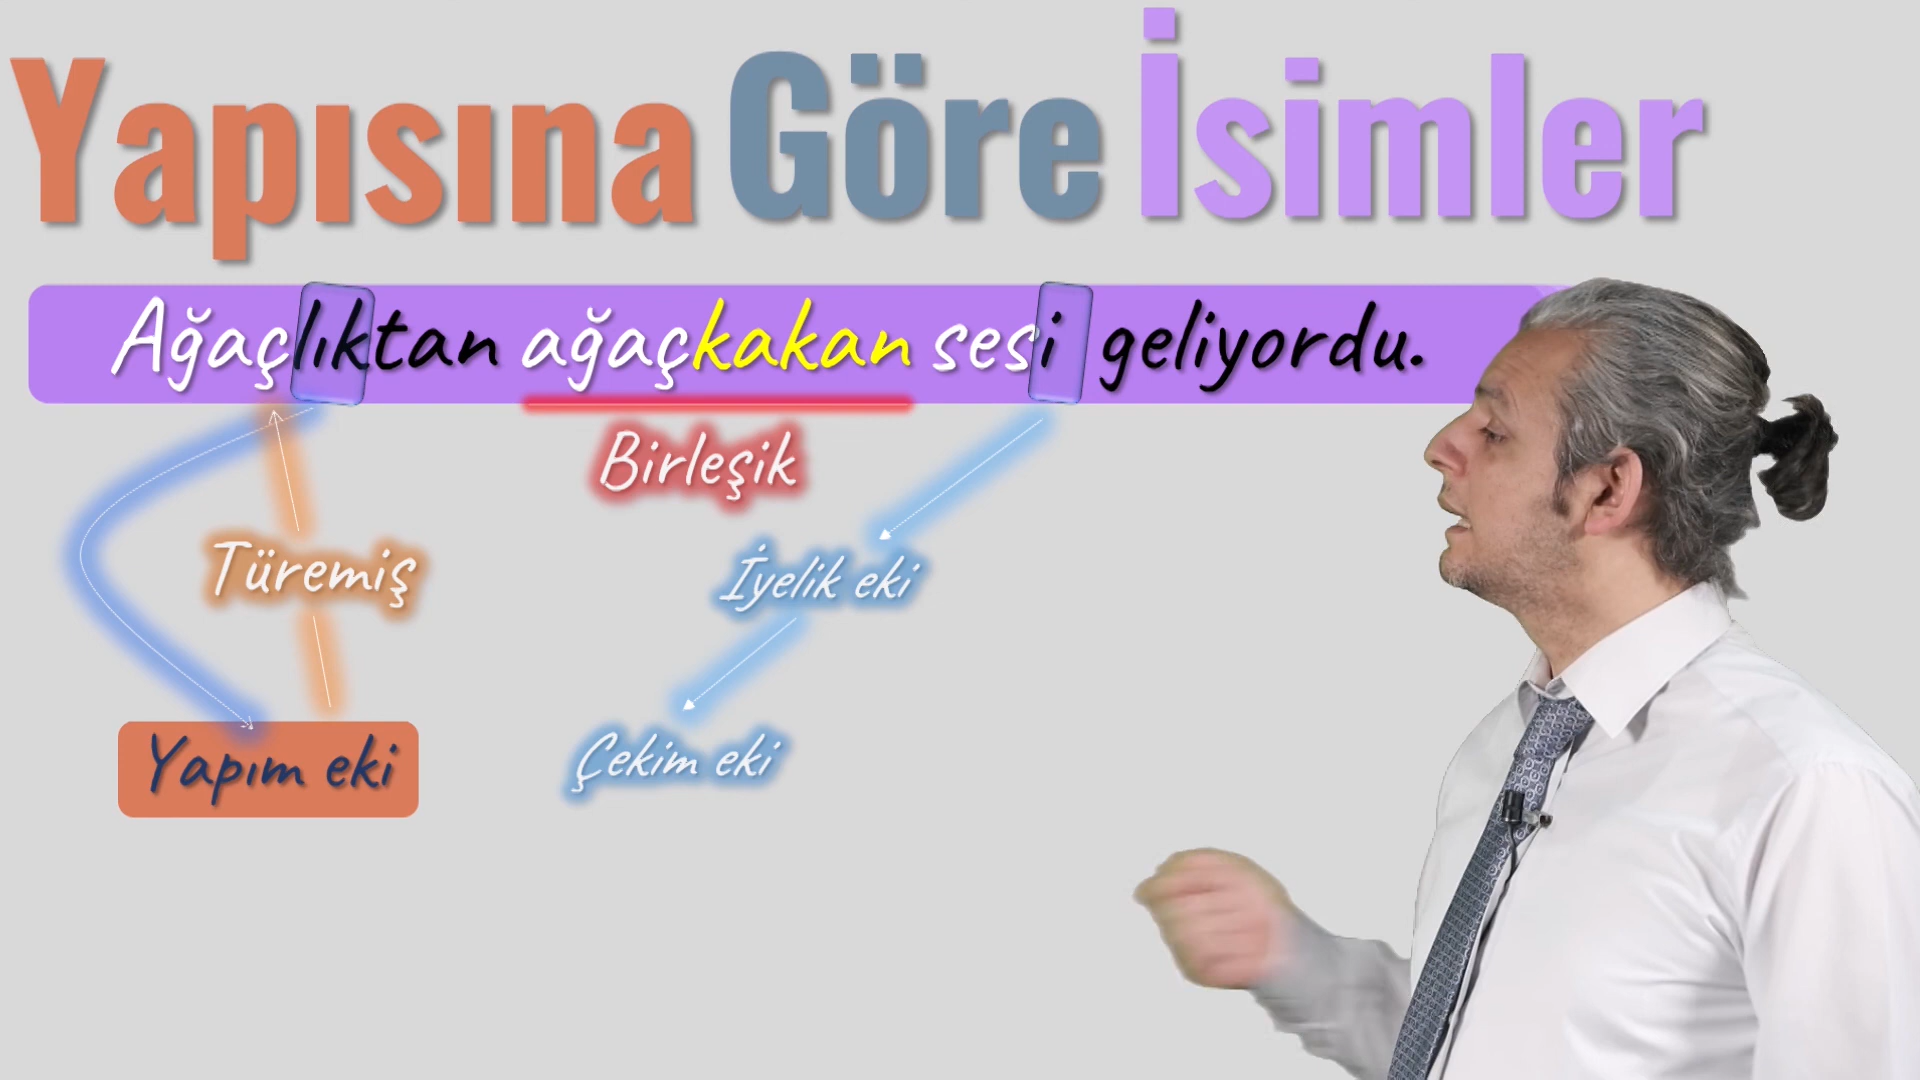 Yapısına Göre İsimler
Ağaçlıktan ağaçkakan sesi geliyordu.
Birleşik
Türemiş
İyelik eki
Yapım eki
Çekim eki